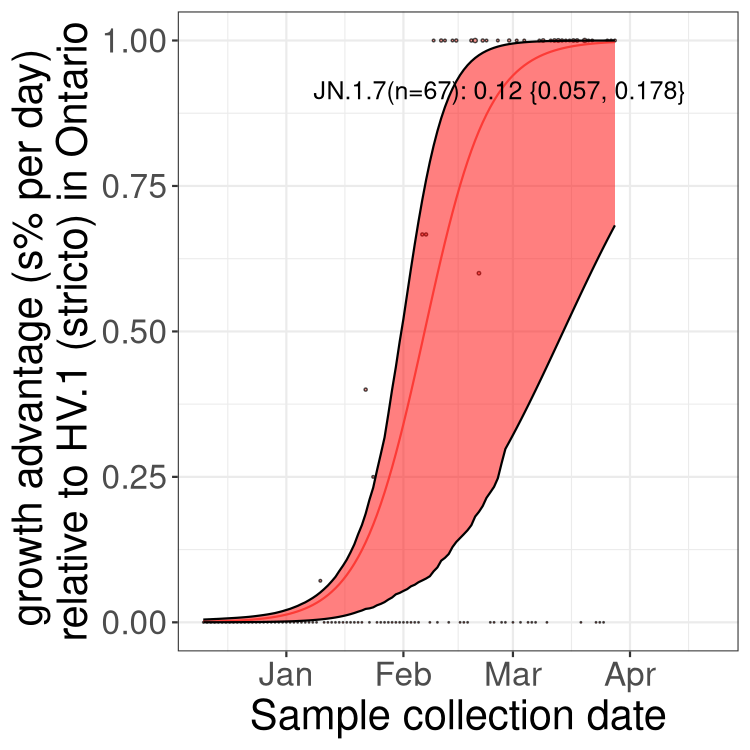 growth advantage (s% per day)
relative to HV.1 (stricto) in Ontario
1.00
0.75
0.50
0.25
0.00
JN.1.7(n=67): 0.12 {0.057, 0.178}
Jan Feb Mar Apr
Sample collection date